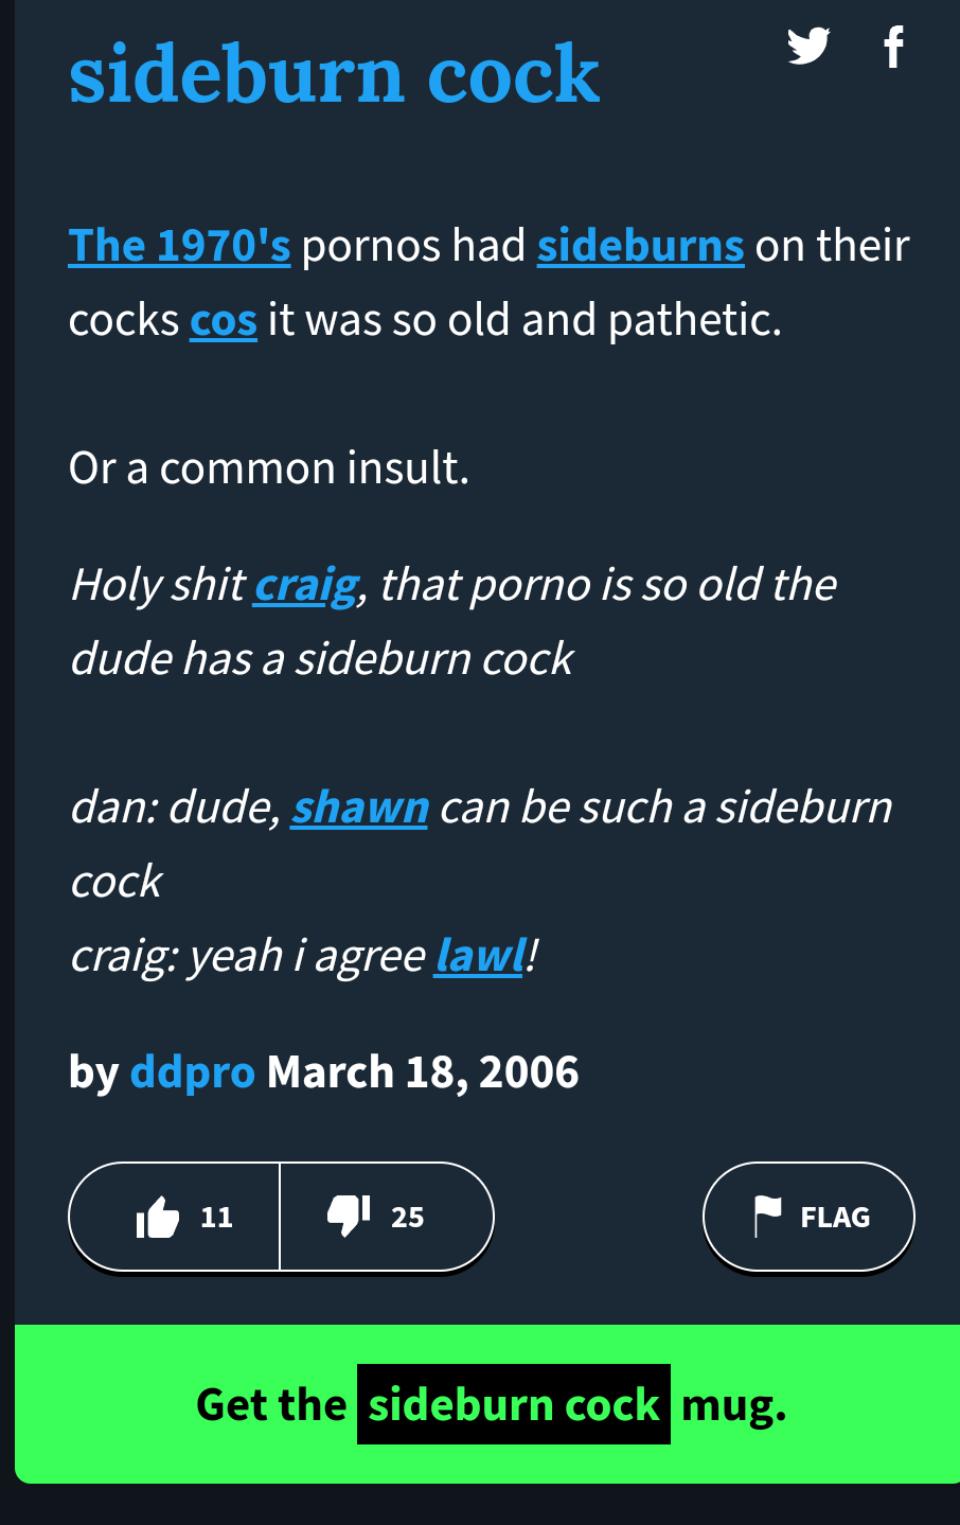 sideburn cock
The 1970's pornos had sideburns on their
cocks cos it was so old and pathetic.
Or a common insult.
Holy shit craig, that porno is so old the
dude has a sideburn cock
dan: dude, shawn can be such a sideburn
cock
craig: yeah i agree lawl!
by ddpro March 18, 2006
11 25 FLAG
Get the sideburn cock mug.